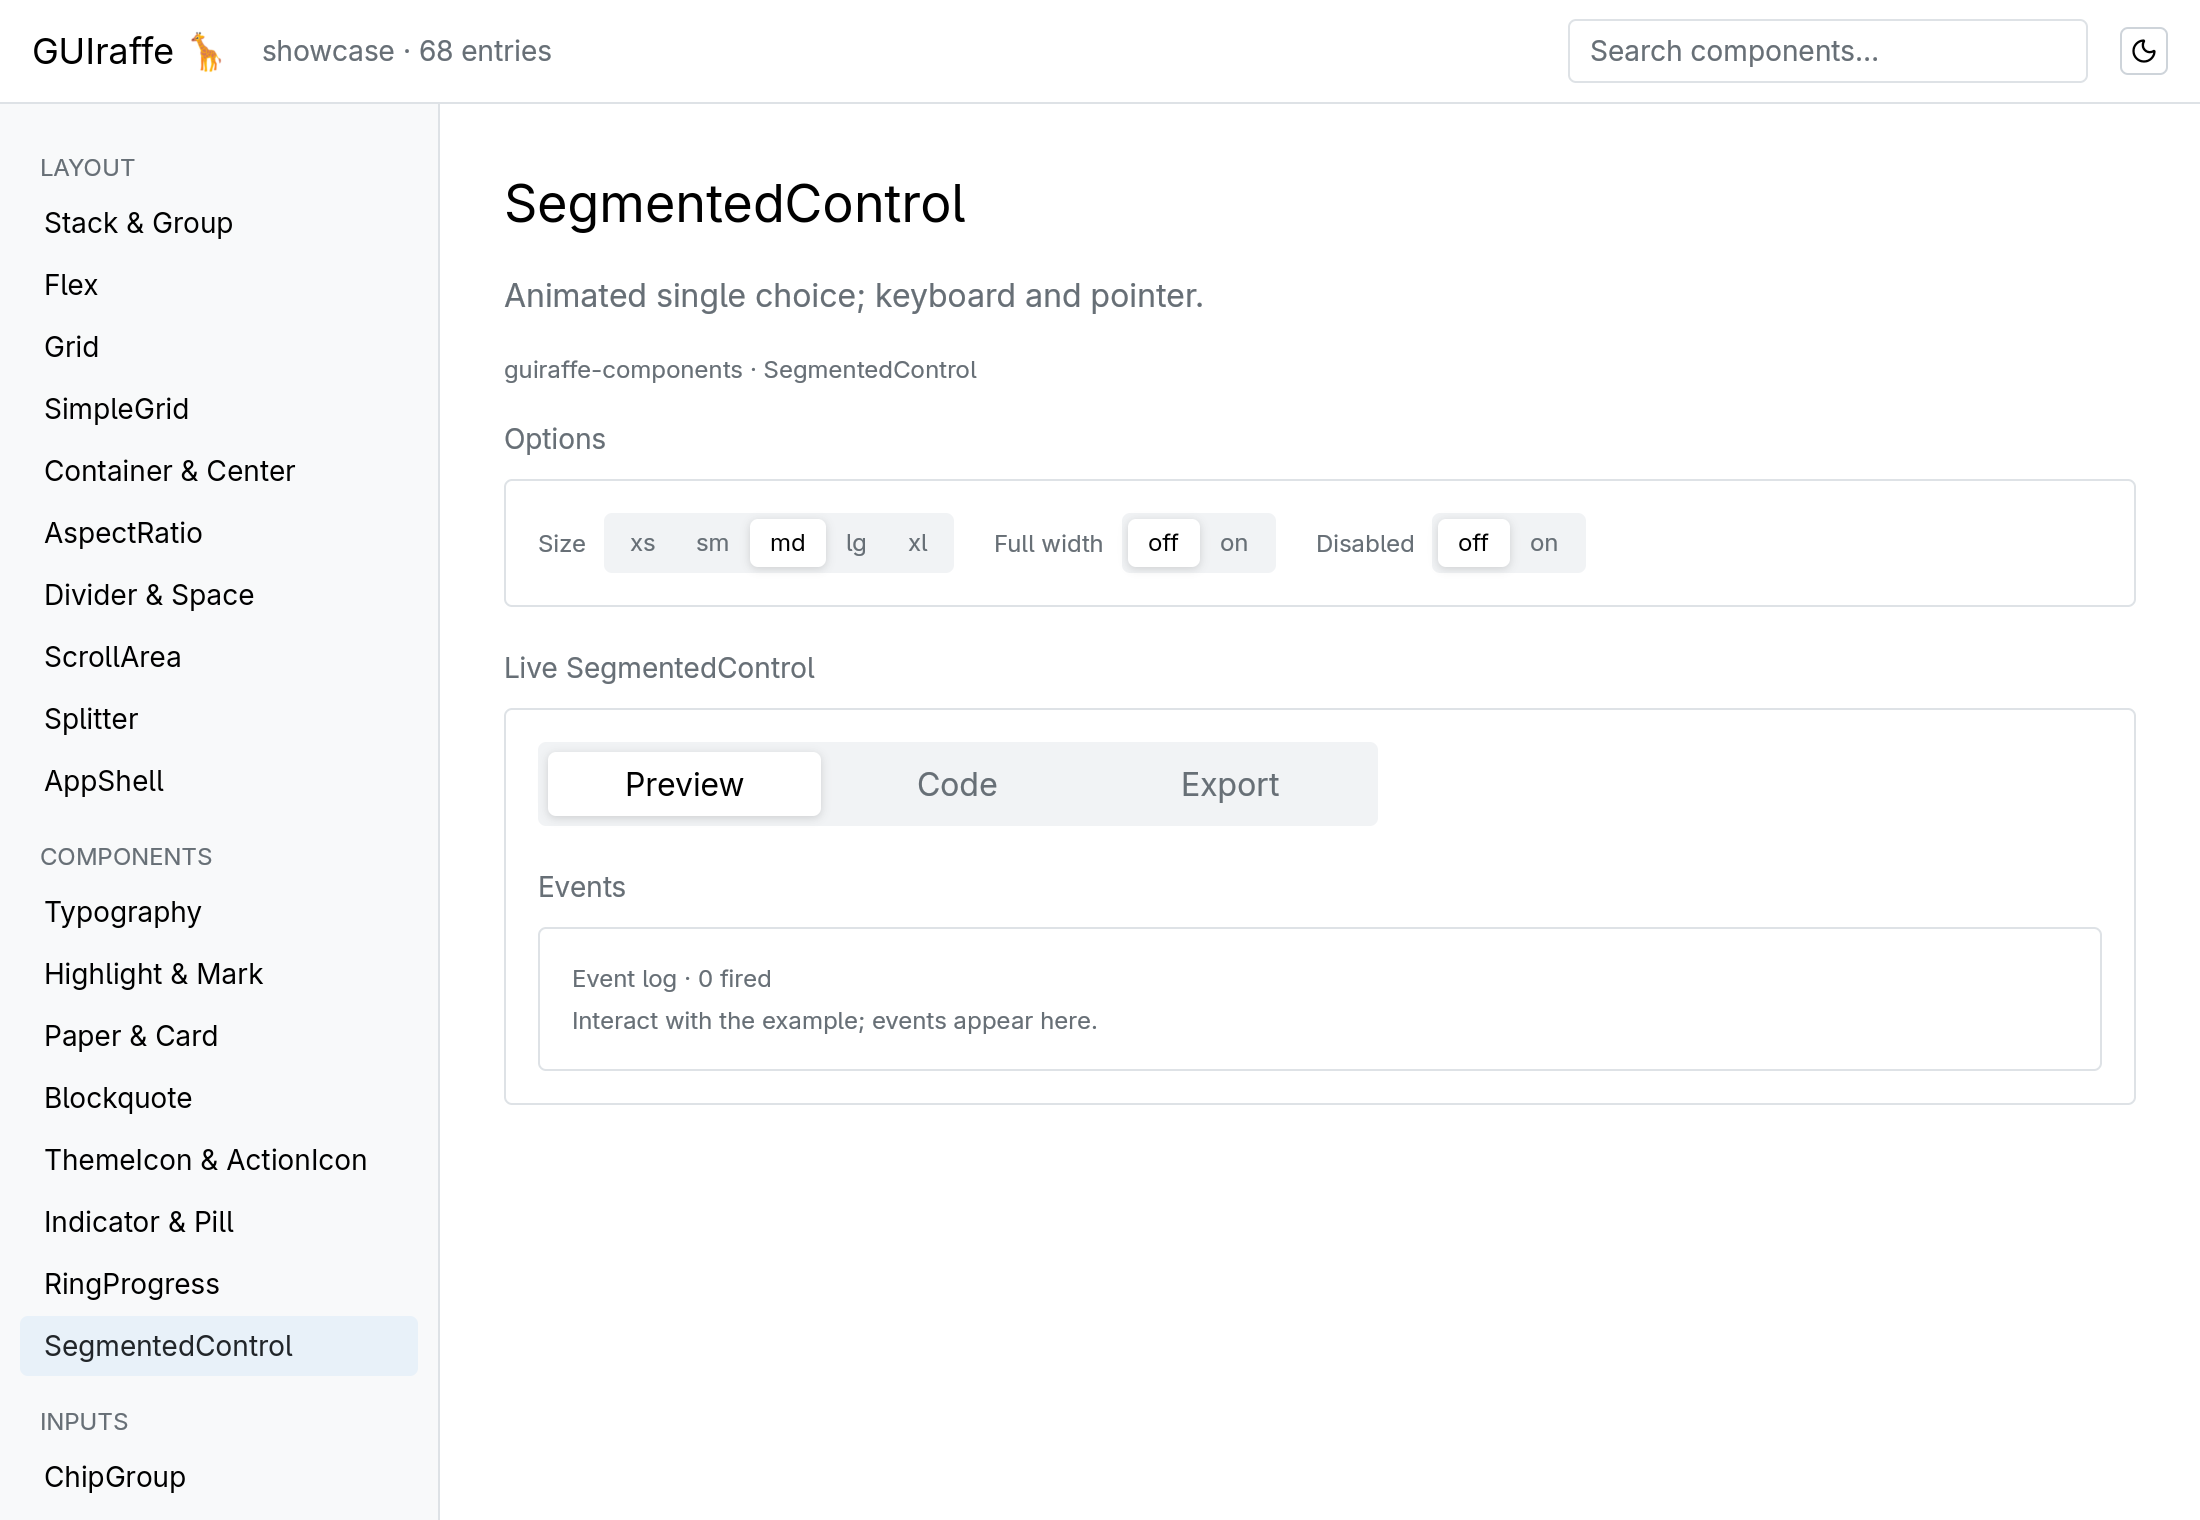 GUIraffe 🦒 showcase · 68 entries Search components...
LAYOUT
Stack & Group
Flex
Grid
SimpleGrid
Container & Center
AspectRatio
Divider & Space
ScrollArea
Splitter
AppShell
COMPONENTS
Typography
Highlight & Mark
Paper & Card
Blockquote
ThemeIcon & ActionIcon
Indicator & Pill
RingProgress
SegmentedControl
INPUTS
ChipGroup
SegmentedControl
Animated single choice; keyboard and pointer.
guiraffe-components · SegmentedControl
Options
Size xs sm md lg xl Full width off on Disabled off on
Live SegmentedControl
Preview Code Export
Events
Event log · 0 fired
Interact with the example; events appear here.